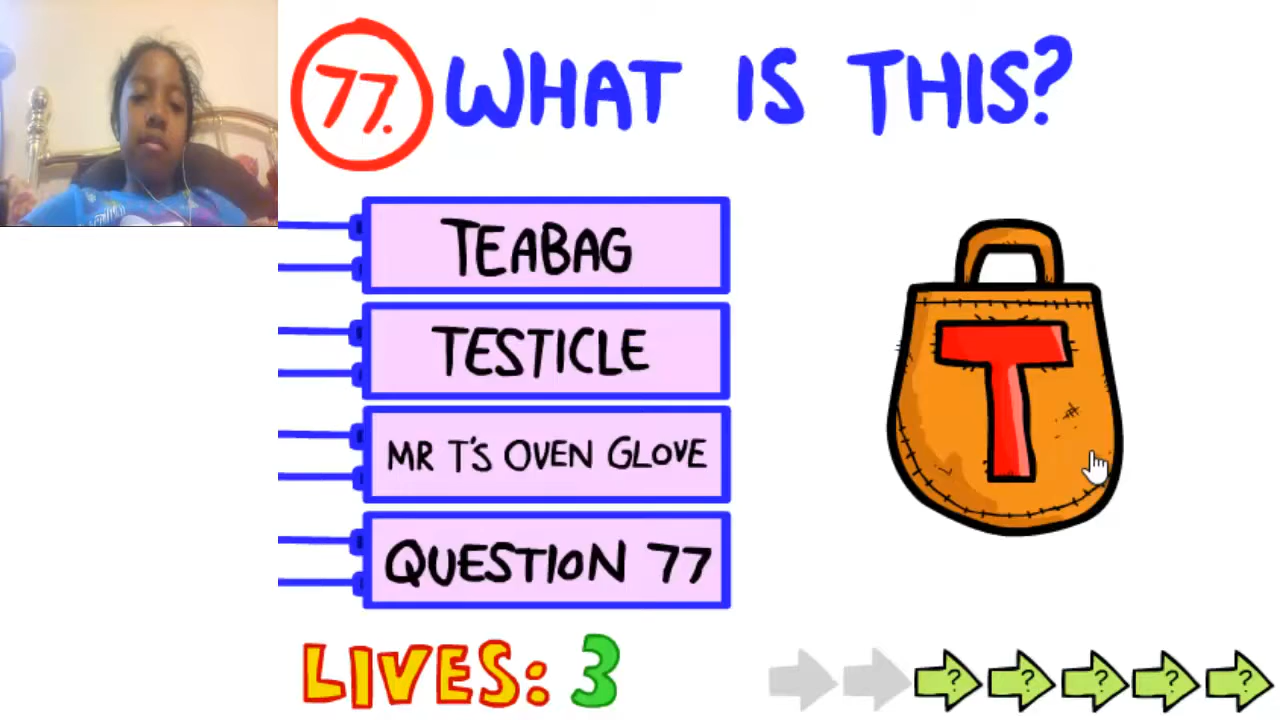 77. WHAT IS THIS?
TEABAG
TESTICLE
MR T'S OVEN GLOVE
QUESTION 77
T
LIVES: 3
? ? ? ? ?